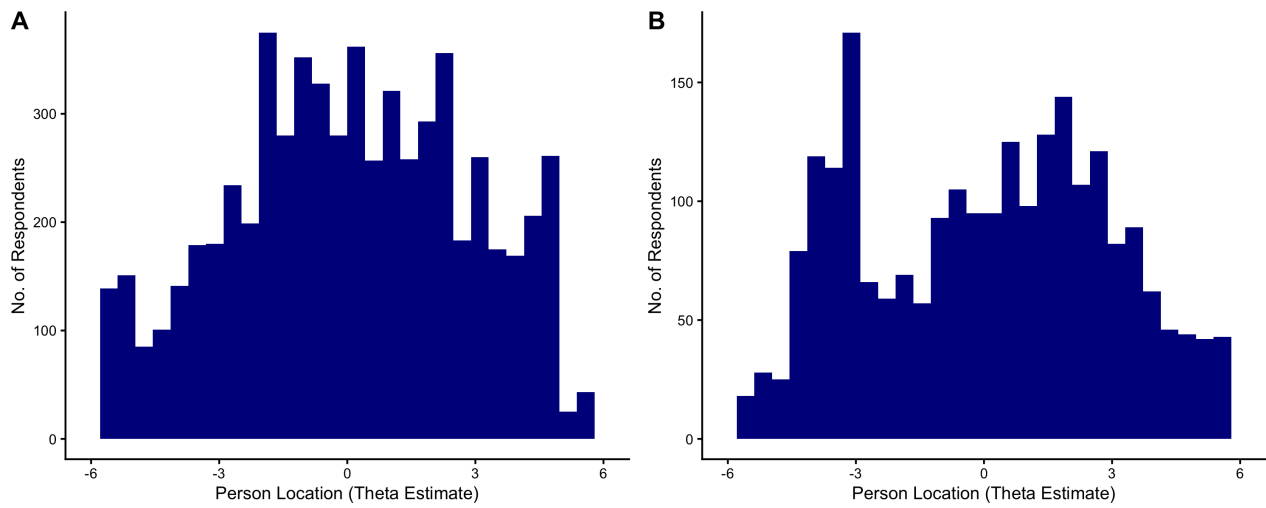 A
No. of Respondents
300
200
100
0
-6 -3 0 3 6
Person Location (Theta Estimate)
B
No. of Respondents
150
100
50
0
-6 -3 0 3 6
Person Location (Theta Estimate)